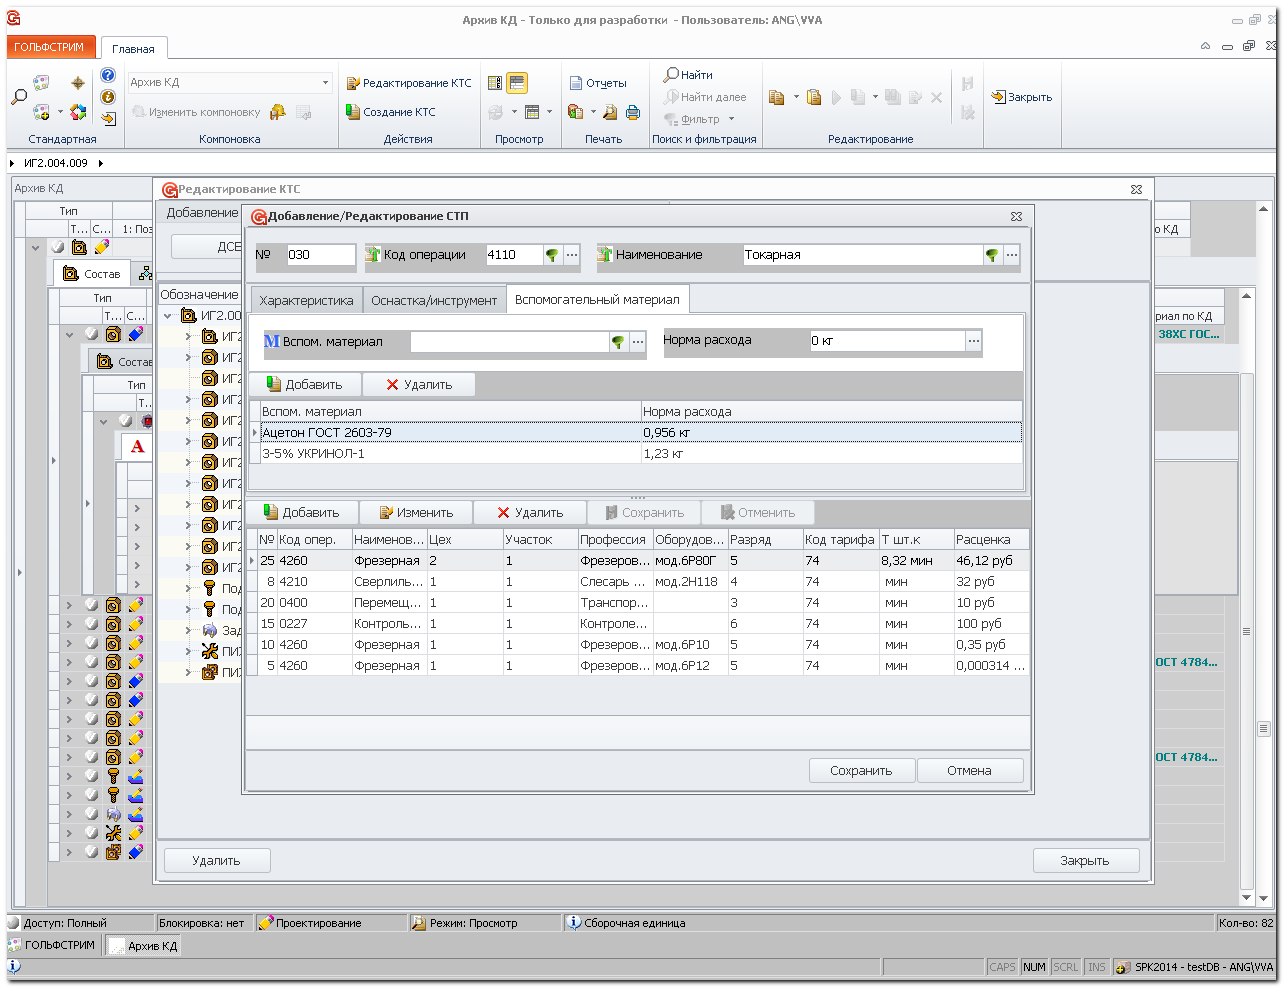 Архив КД - Только для разработки - Пользователь: ANG\VVA
ГОЛЬФСТРИМ Главная
Архив КД Редактирование КТС Отчеты Найти
Найти далее Закрыть
Изменить компоновку Создание КТС Фильтр
Стандартная Компоновка Действия Просмотр Печать Поиск и фильтрация Редактирование
ИГ2.004.009
Архив КД
Редактирование КТС
Добавление
Добавление/Редактирование СТП
Тип
Т... С... 1: Поз
о КД
ДСЕ
№ 030 Код операции 4110 ... Наименование Токарная ...
Состав
Обозначение
Характеристика Оснастка/инструмент Вспомогательный материал
Тип
Т... С...
ИГ2.00
риал по КД
38ХС ГОС...
M Вспом. материал ... Норма расхода 0 кг ...
Состав
Тип
Т...
A
ИГ2
ИГ2
ИГ2
ИГ2
ИГ2
ИГ2
ИГ2
ИГ2
ИГ2
ИГ2
ИГ2
ИГ2
Под
Под
Зад
ПИ
ПИ
Добавить Удалить
Вспом. материал Норма расхода
Ацетон ГОСТ 2603-79 0,956 кг
3-5% УКРИНОЛ-1 1,23 кг
Добавить Изменить Удалить Сохранить Отменить
№ Код опер. Наименов... Цех Участок Профессия Оборудов... Разряд Код тарифа Т шт.к Расценка
25 4260 Фрезерная 2 1 Фрезеров... мод.6Р80Г 5 74 8,32 мин 46,12 руб
8 4210 Сверлиль... 1 1 Слесарь ... мод.2Н118 4 74 мин 32 руб
20 0400 Перемещ... 1 1 Транспор... 3 74 мин 10 руб
15 0227 Контроль... 1 1 Контроле... 6 74 мин 100 руб
10 4260 Фрезерная 1 1 Фрезеров... мод.6Р10 5 74 мин 0,35 руб
5 4260 Фрезерная 1 1 Фрезеров... мод.6Р12 5 74 мин 0,000314 ...
ОСТ 4784...
ОСТ 4784...
Сохранить Отмена
Удалить Закрыть
Доступ: Полный Блокировка: нет Проектирование Режим: Просмотр Сборочная единица Кол-во: 82
ГОЛЬФСТРИМ Архив КД
CAPS NUM SCRL INS SPK2014 - testDB - ANG\VVA